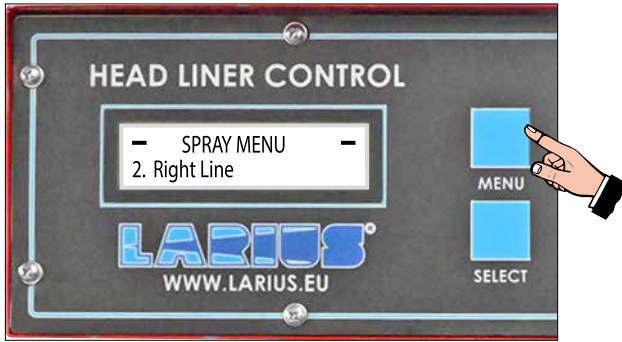 HEAD LINER CONTROL
- SPRAY MENU -
2. Right Line
MENU
LARIUS®
WWW.LARIUS.EU
SELECT